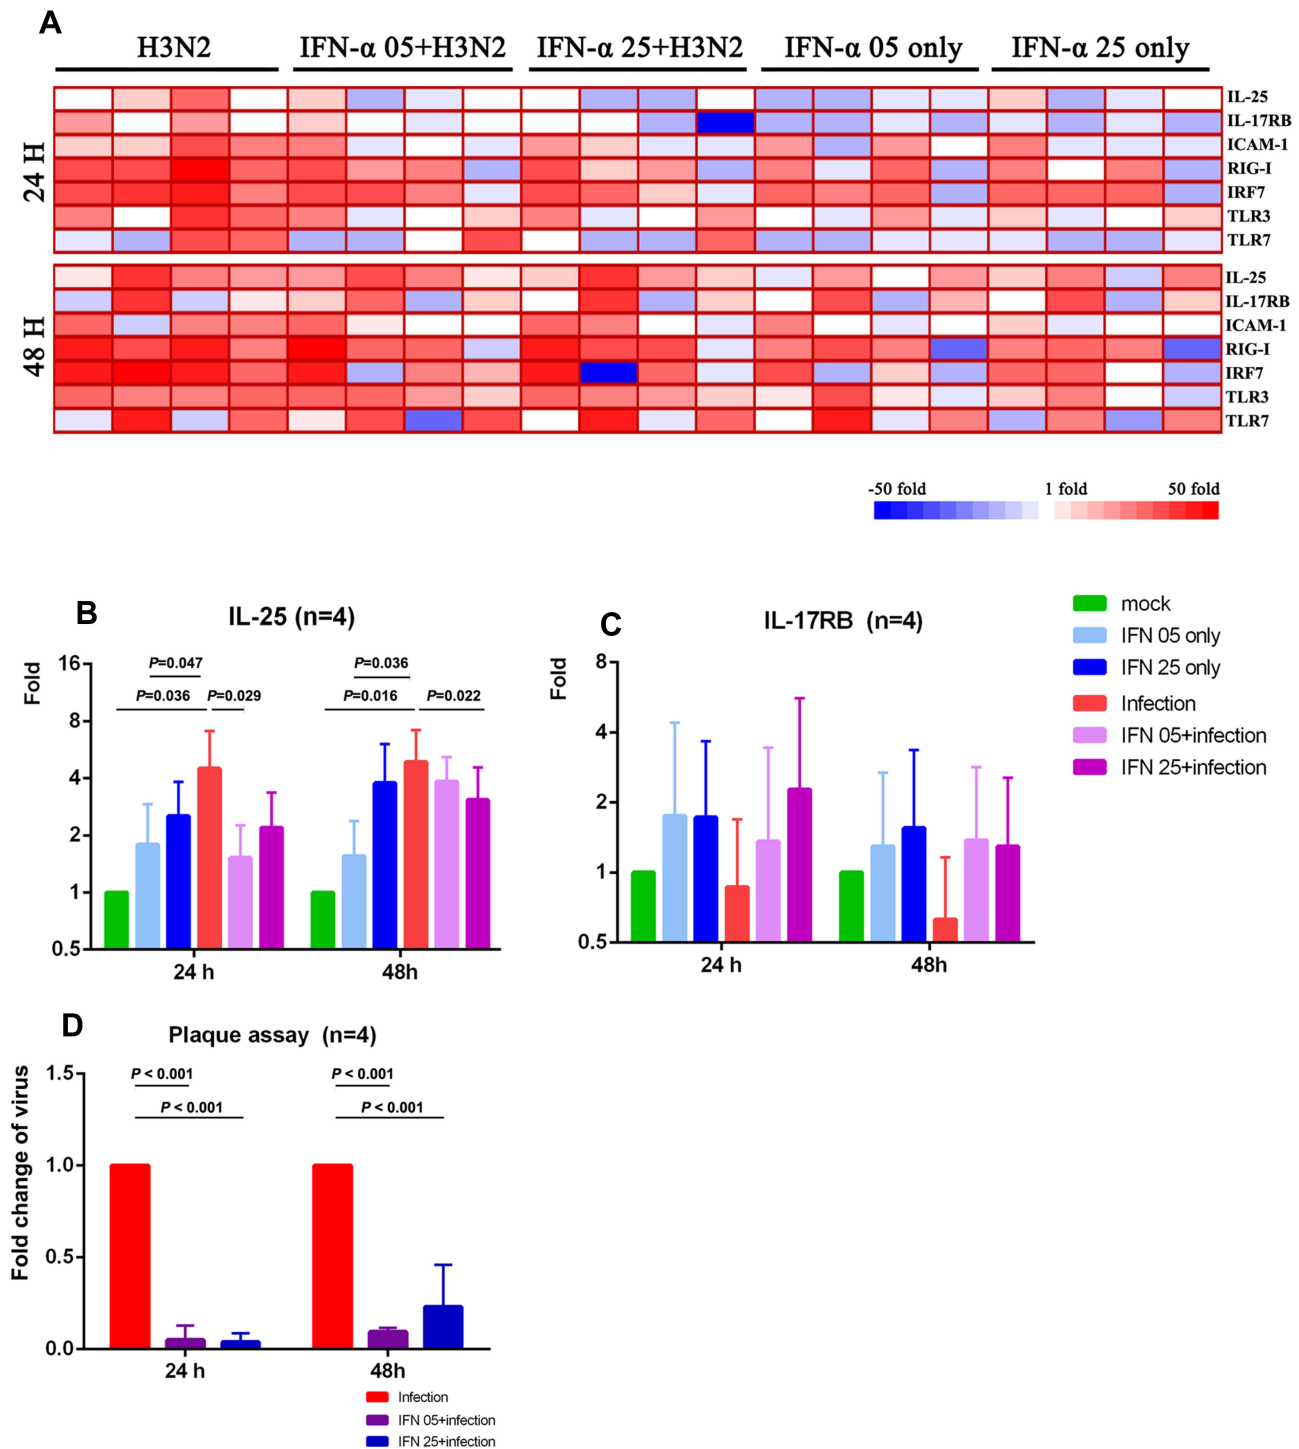 A
H3N2 IFN-α 05+H3N2 IFN-α 25+H3N2 IFN-α 05 only IFN-α 25 only
24 H
IL-25
IL-17RB
ICAM-1
RIG-I
IRF7
TLR3
TLR7
48 H
IL-25
IL-17RB
ICAM-1
RIG-I
IRF7
TLR3
TLR7
-50 fold 1 fold 50 fold
B
IL-25 (n=4)
Fold
16
8
4
2
1
0.5
P=0.047
P=0.036 P=0.029
P=0.036
P=0.016 P=0.022
24 h 48h
C
IL-17RB (n=4)
Fold
8
4
2
1
0.5
24 h 48h
mock
IFN 05 only
IFN 25 only
Infection
IFN 05+infection
IFN 25+infection
D
Plaque assay (n=4)
Fold change of virus
1.5
1.0
0.5
0.0
P < 0.001
P < 0.001
P < 0.001
P < 0.001
24 h 48h
Infection
IFN 05+infection
IFN 25+infection